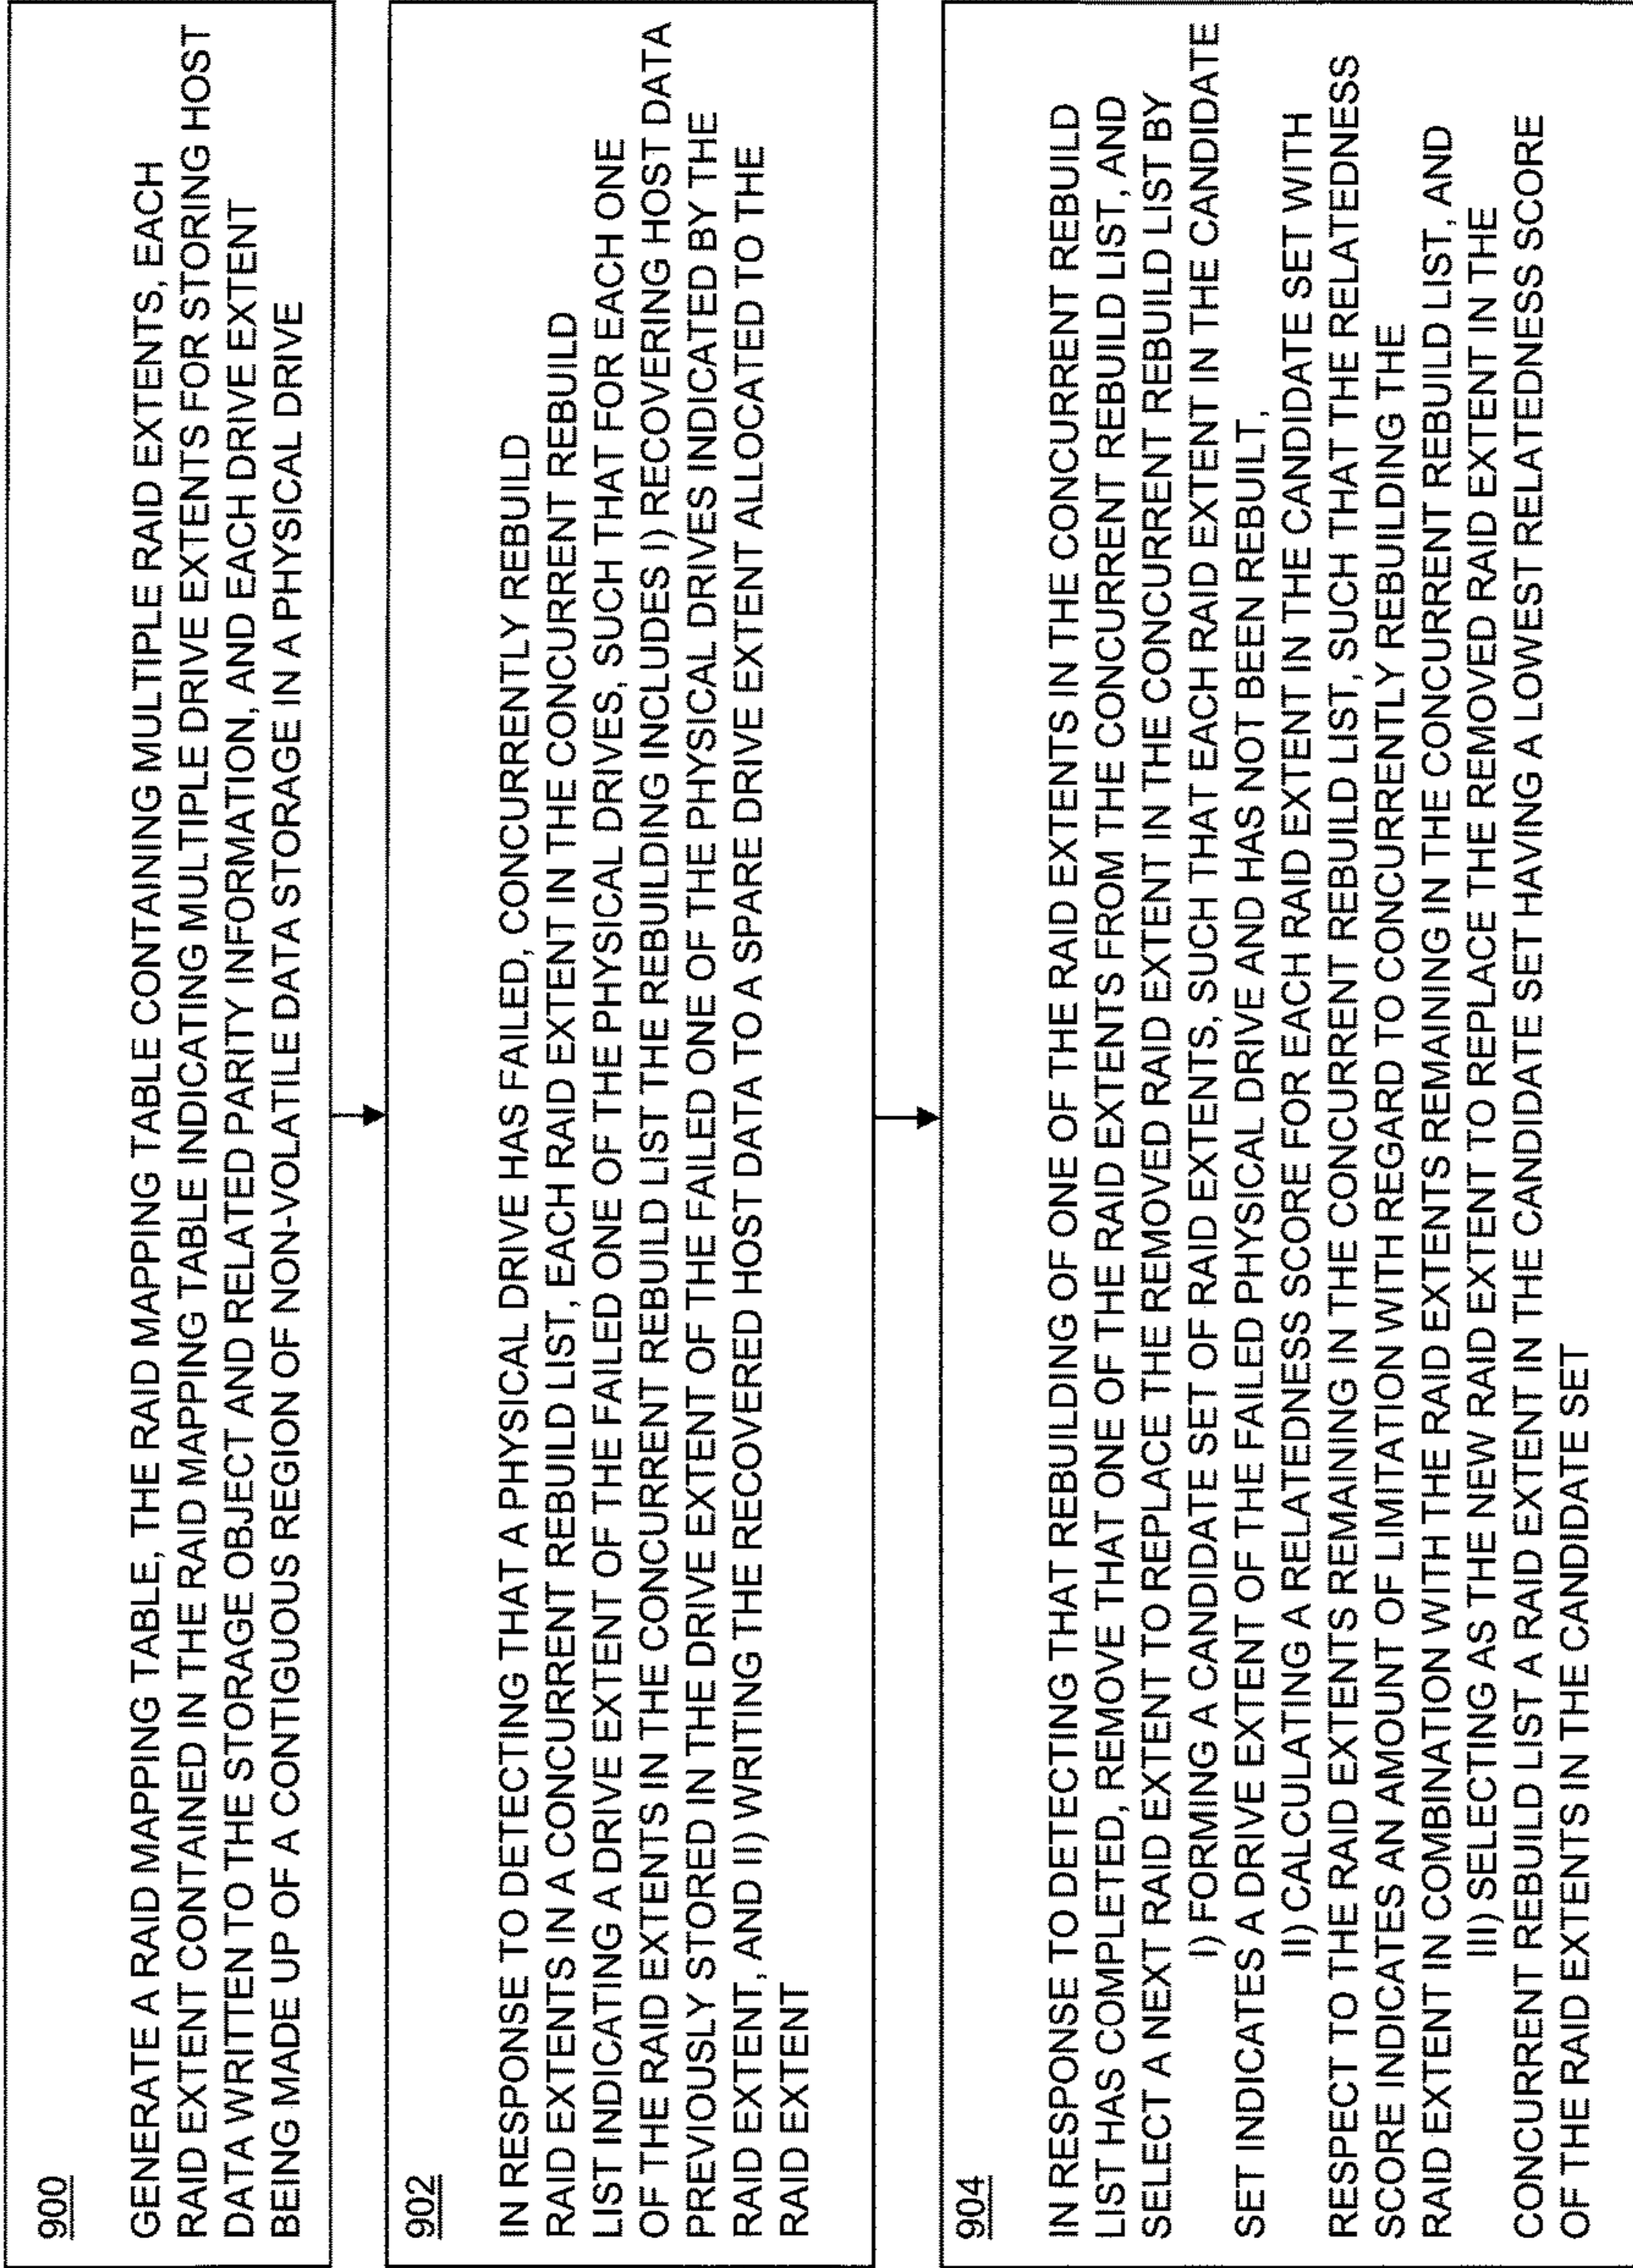 900
GENERATE A RAID MAPPING TABLE, THE RAID MAPPING TABLE CONTAINING MULTIPLE RAID EXTENTS, EACH
RAID EXTENT CONTAINED IN THE RAID MAPPING TABLE INDICATING MULTIPLE DRIVE EXTENTS FOR STORING HOST
DATA WRITTEN TO THE STORAGE OBJECT AND RELATED PARITY INFORMATION, AND EACH DRIVE EXTENT
BEING MADE UP OF A CONTIGUOUS REGION OF NON-VOLATILE DATA STORAGE IN A PHYSICAL DRIVE
902
IN RESPONSE TO DETECTING THAT A PHYSICAL DRIVE HAS FAILED, CONCURRENTLY REBUILD
RAID EXTENTS IN A CONCURRENT REBUILD LIST, EACH RAID EXTENT IN THE CONCURRENT REBUILD
LIST INDICATING A DRIVE EXTENT OF THE FAILED ONE OF THE PHYSICAL DRIVES, SUCH THAT FOR EACH ONE
OF THE RAID EXTENTS IN THE CONCURRENT REBUILD LIST THE REBUILDING INCLUDES I) RECOVERING HOST DATA
PREVIOUSLY STORED IN THE DRIVE EXTENT OF THE FAILED ONE OF THE PHYSICAL DRIVES INDICATED BY THE
RAID EXTENT, AND II) WRITING THE RECOVERED HOST DATA TO A SPARE DRIVE EXTENT ALLOCATED TO THE
RAID EXTENT
904
IN RESPONSE TO DETECTING THAT REBUILDING OF ONE OF THE RAID EXTENTS IN THE CONCURRENT REBUILD
LIST HAS COMPLETED, REMOVE THAT ONE OF THE RAID EXTENTS FROM THE CONCURRENT REBUILD LIST, AND
SELECT A NEXT RAID EXTENT TO REPLACE THE REMOVED RAID EXTENT IN THE CONCURRENT REBUILD LIST BY
I) FORMING A CANDIDATE SET OF RAID EXTENTS, SUCH THAT EACH RAID EXTENT IN THE CANDIDATE
SET INDICATES A DRIVE EXTENT OF THE FAILED PHYSICAL DRIVE AND HAS NOT BEEN REBUILT,
II) CALCULATING A RELATEDNESS SCORE FOR EACH RAID EXTENT IN THE CANDIDATE SET WITH
RESPECT TO THE RAID EXTENTS REMAINING IN THE CONCURRENT REBUILD LIST, SUCH THAT THE RELATEDNESS
SCORE INDICATES AN AMOUNT OF LIMITATION WITH REGARD TO CONCURRENTLY REBUILDING THE
RAID EXTENT IN COMBINATION WITH THE RAID EXTENTS REMAINING IN THE CONCURRENT REBUILD LIST, AND
III) SELECTING AS THE NEW RAID EXTENT TO REPLACE THE REMOVED RAID EXTENT IN THE
CONCURRENT REBUILD LIST A RAID EXTENT IN THE CANDIDATE SET HAVING A LOWEST RELATEDNESS SCORE
OF THE RAID EXTENTS IN THE CANDIDATE SET